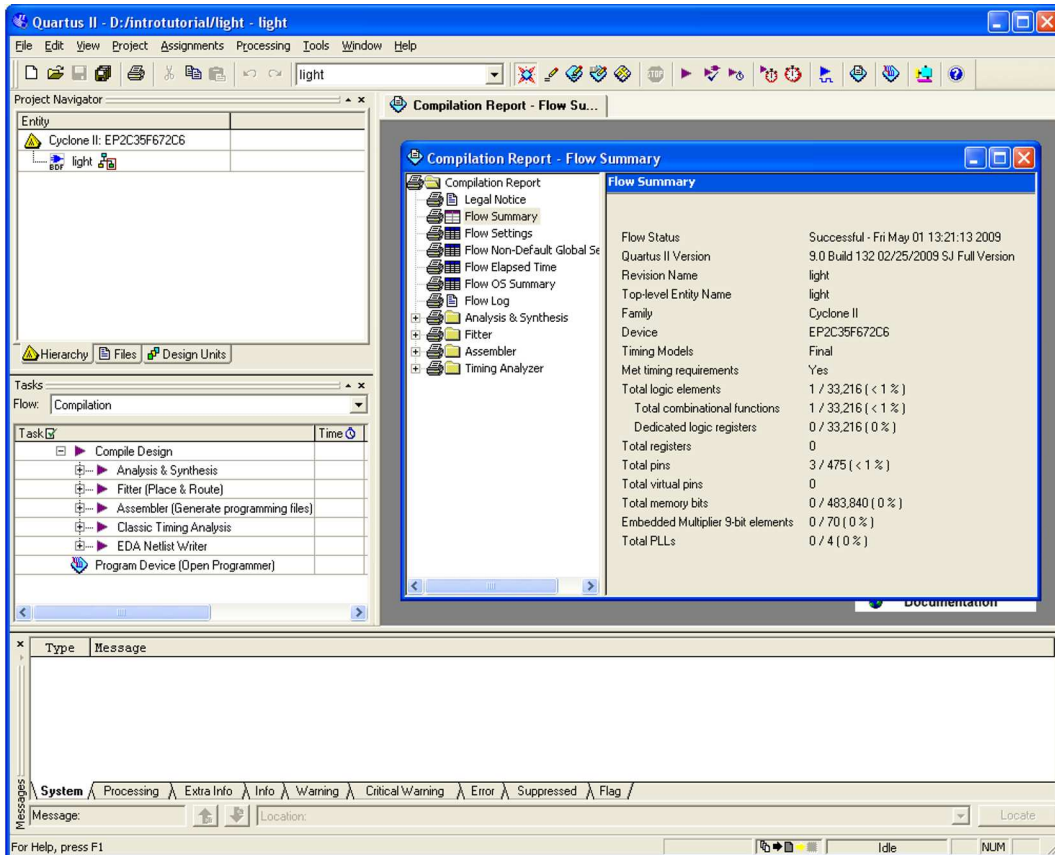 Quartus II - D:/introtutorial/light - light
File Edit View Project Assignments Processing Tools Window Help
light
Project Navigator
Entity
Cyclone II: EP2C35F672C6
BDF light
Hierarchy Files Design Units
Tasks
Flow: Compilation
Task Time
Compile Design
Analysis & Synthesis
Fitter (Place & Route)
Assembler (Generate programming files)
Classic Timing Analysis
EDA Netlist Writer
Program Device (Open Programmer)
Compilation Report - Flow Su...
Compilation Report - Flow Summary
Compilation Report
Legal Notice
Flow Summary
Flow Settings
Flow Non-Default Global Se
Flow Elapsed Time
Flow OS Summary
Flow Log
Analysis & Synthesis
Fitter
Assembler
Timing Analyzer
Flow Summary
Flow Status Successful - Fri May 01 13:21:13 2009
Quartus II Version 9.0 Build 132 02/25/2009 SJ Full Version
Revision Name light
Top-level Entity Name light
Family Cyclone II
Device EP2C35F672C6
Timing Models Final
Met timing requirements Yes
Total logic elements 1 / 33,216 ( < 1 % )
Total combinational functions 1 / 33,216 ( < 1 % )
Dedicated logic registers 0 / 33,216 ( 0 % )
Total registers 0
Total pins 3 / 475 ( < 1 % )
Total virtual pins 0
Total memory bits 0 / 483,840 ( 0 % )
Embedded Multiplier 9-bit elements 0 / 70 ( 0 % )
Total PLLs 0 / 4 ( 0 % )
Documentation
Type Message
System Processing Extra Info Info Warning Critical Warning Error Suppressed Flag
Messages
Message: Location: Locate
For Help, press F1 Idle NUM